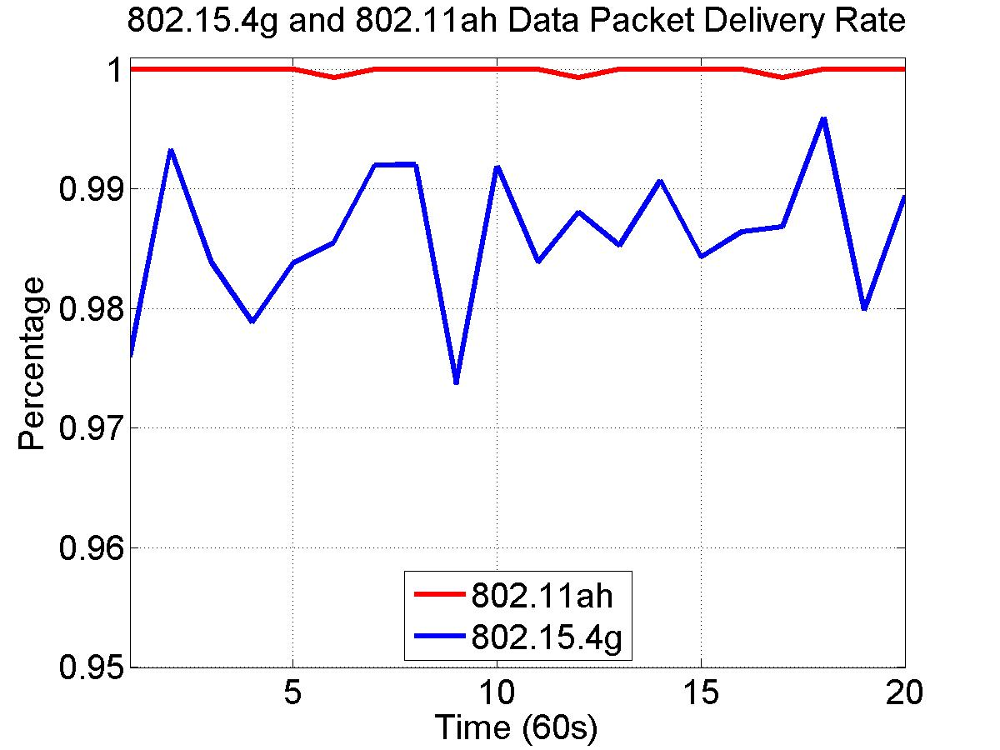 802.15.4g and 802.11ah Data Packet Delivery Rate
1
0.99
0.98
0.97
0.96
0.95
Percentage
802.11ah
802.15.4g
5 10 15 20
Time (60s)